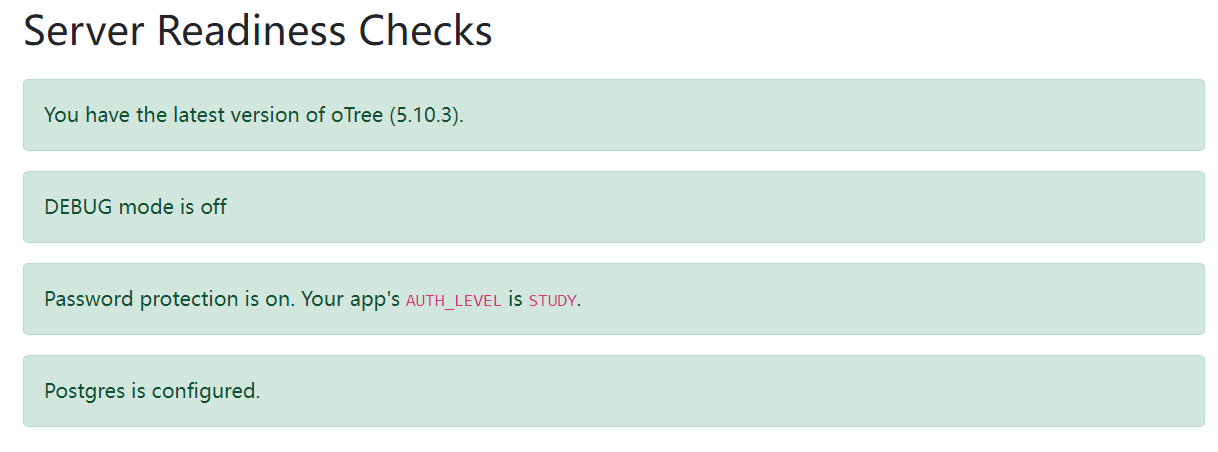 Server Readiness Checks
You have the latest version of oTree (5.10.3).
DEBUG mode is off
Password protection is on. Your app's AUTH_LEVEL is STUDY.
Postgres is configured.